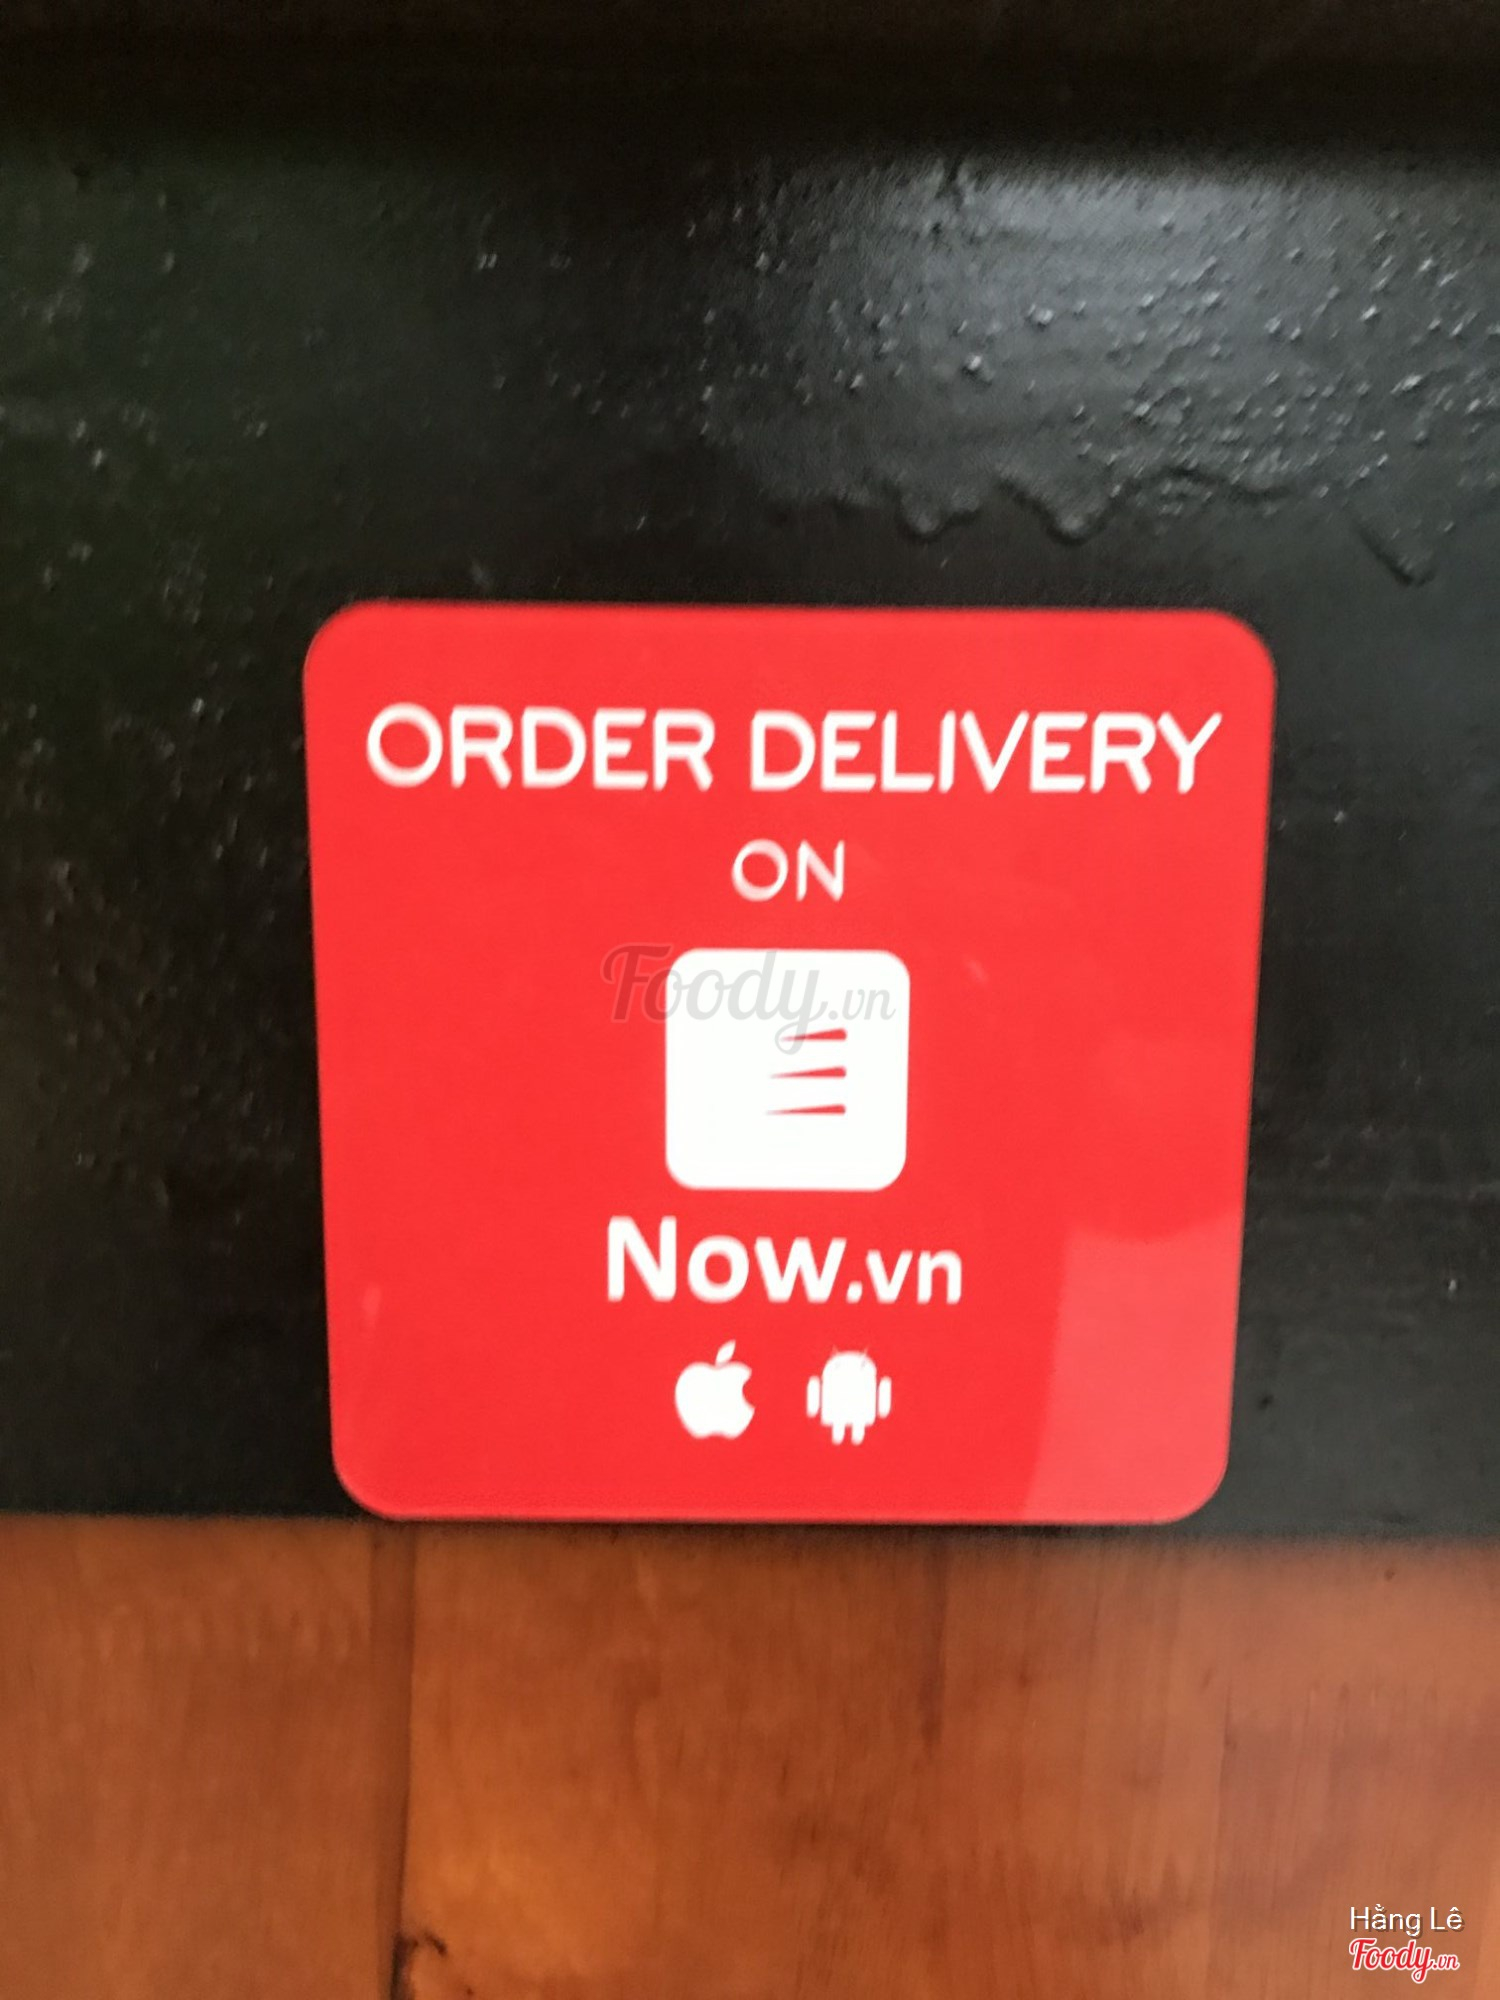 ORDER DELIVERY
ON
Foody.vn
Now.vn
Hằng Lê
Foody.vn